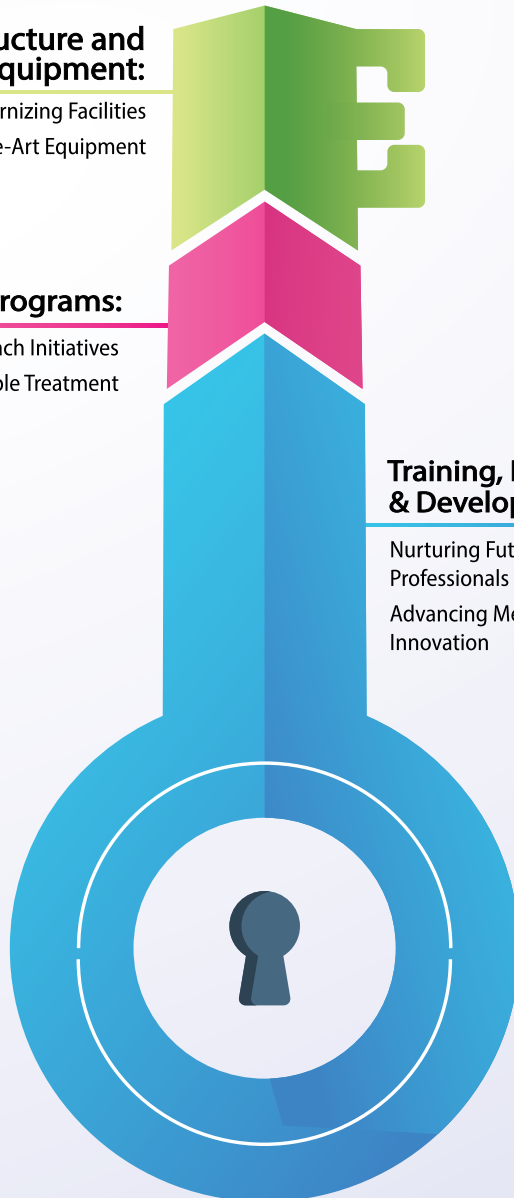 ucture and
quipment:
rnizing Facilities
e-Art Equipment
rograms:
ach Initiatives
ble Treatment
Training,
& Develop
Nurturing Fut
Professionals
Advancing Me
Innovation